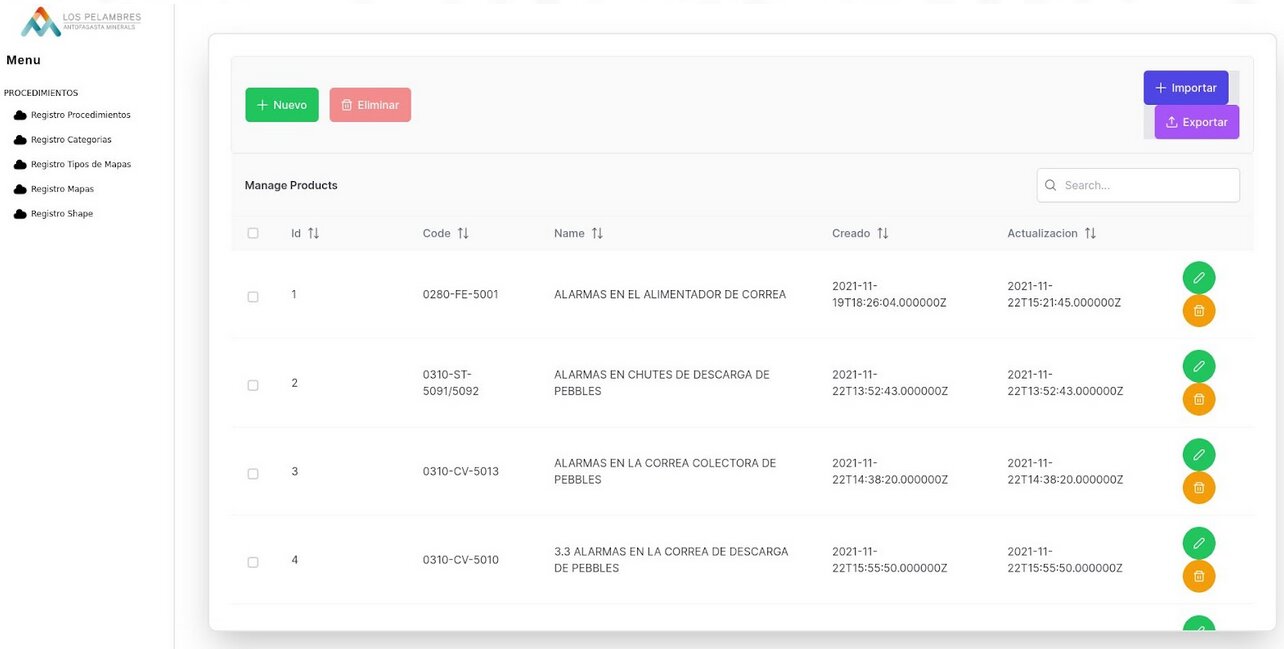 LOS PELAMBRES
ANTOFAGASTA MINERALS
Menu
PROCEDIMIENTOS
Registro Procedimientos
Registro Categorias
Registro Tipos de Mapas
Registro Mapas
Registro Shape
Nuevo
Eliminar
Importar
Exportar
Manage Products
Search...
Id
Code
Name
Creado
Actualizacion
1
0280-FE-5001
ALARMAS EN EL ALIMENTADOR DE CORREA
2021-11-
19T18:26:04.000000Z
2021-11-
22T15:21:45.000000Z
2
0310-ST-
5091/5092
ALARMAS EN CHUTES DE DESCARGA DE
PEBBLES
2021-11-
22T13:52:43.000000Z
2021-11-
22T13:52:43.000000Z
3
0310-CV-5013
ALARMAS EN LA CORREA COLECTORA DE
PEBBLES
2021-11-
22T14:38:20.000000Z
2021-11-
22T14:38:20.000000Z
4
0310-CV-5010
3.3 ALARMAS EN LA CORREA DE DESCARGA
DE PEBBLES
2021-11-
22T15:55:50.000000Z
2021-11-
22T15:55:50.000000Z